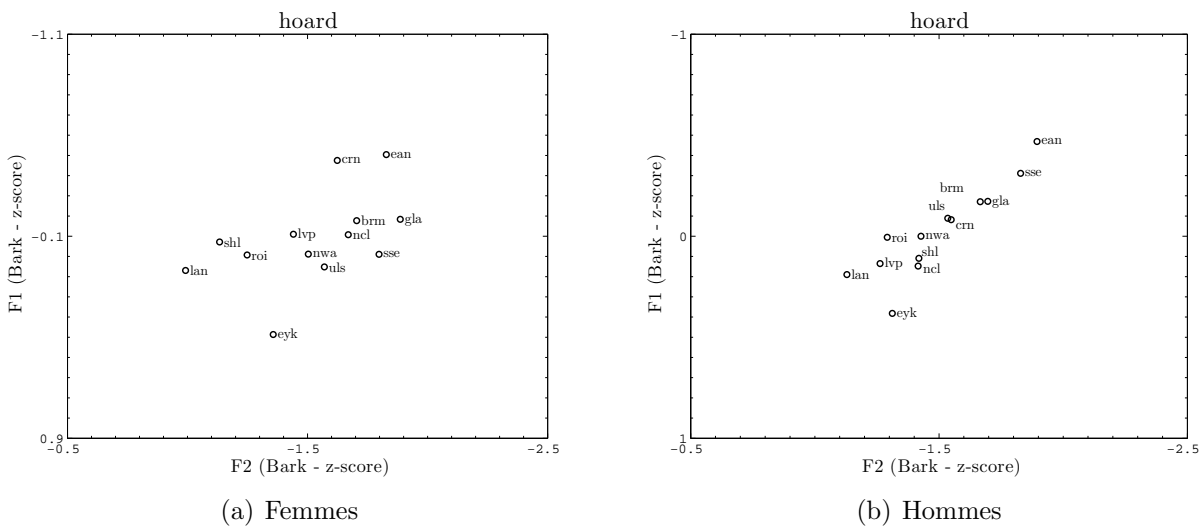 hoard
-1.1
-0.1
0.9
F1 (Bark - z-score)
ean
crn
gla
brm
ncl
lvp
shl
nwa
sse
roi
uls
lan
eyk
-0.5
-1.5
-2.5
F2 (Bark - z-score)
(a) Femmes
hoard
-1
0
1
F1 (Bark - z-score)
ean
sse
brm
gla
uls
crn
roi
nwa
shl
lvp
ncl
lan
eyk
-0.5
-1.5
-2.5
F2 (Bark - z-score)
(b) Hommes